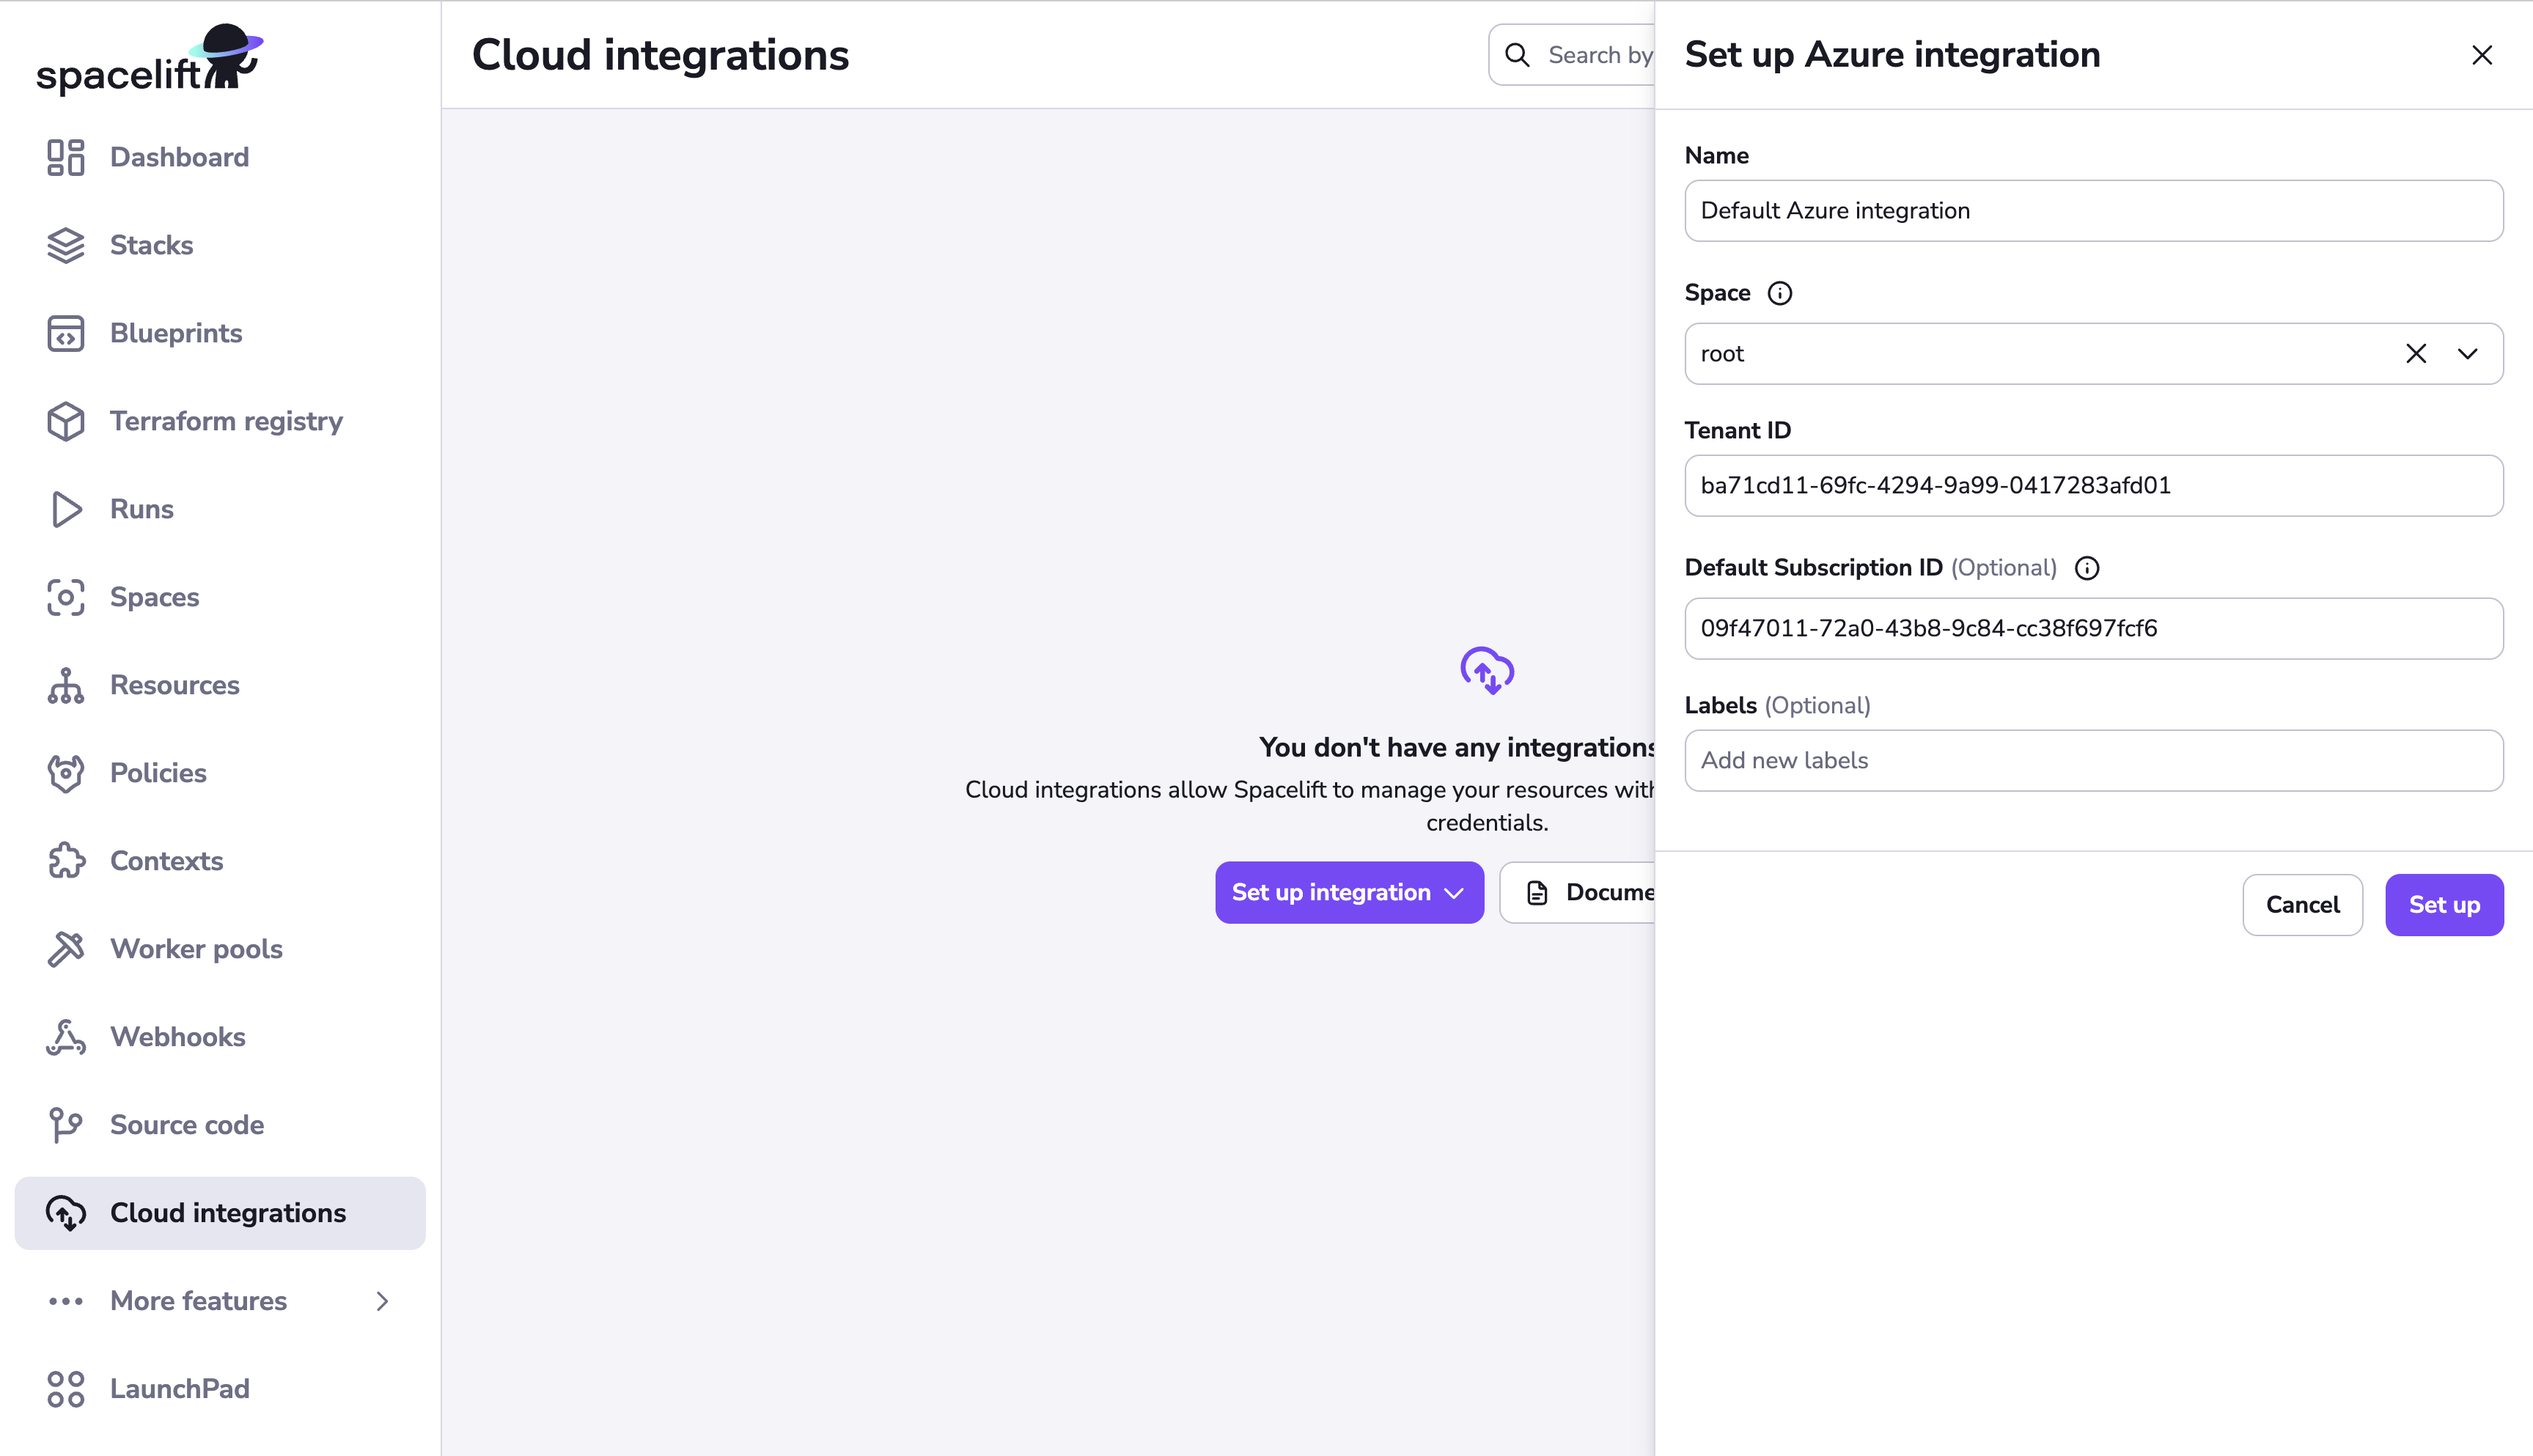 spacelift
Dashboard
Stacks
Blueprints
Terraform registry
Runs
Spaces
Resources
Policies
Contexts
Worker pools
Webhooks
Source code
Cloud integrations
More features
LaunchPad
Cloud integrations
Search by
You don't have any integrations
Cloud integrations allow Spacelift to manage your resources with
credentials.
Set up integration
Docume
Set up Azure integration
Name
Default Azure integration
Space
root
Tenant ID
ba71cd11-69fc-4294-9a99-0417283afd01
Default Subscription ID (Optional)
09f47011-72a0-43b8-9c84-cc38f697fcf6
Labels (Optional)
Add new labels
Cancel
Set up